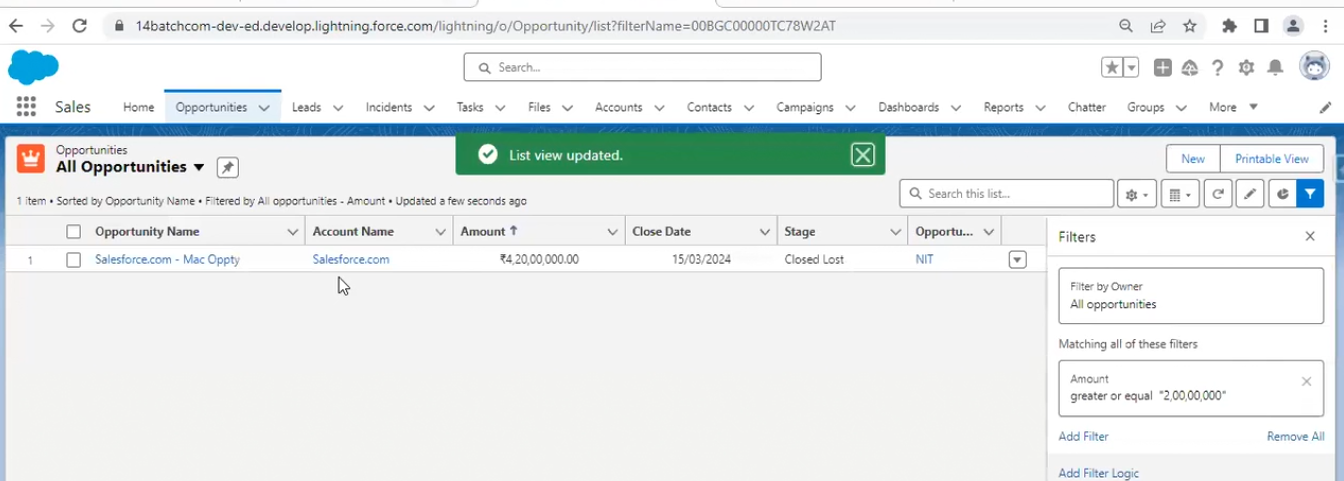 14batchcom-dev-ed.develop.lightning.force.com/lightning/o/Opportunity/list?filterName=00BGC00000TC78W2AT
Search...
Sales Home Opportunities Leads Incidents Tasks Files Accounts Contacts Campaigns Dashboards Reports Chatter Groups More
Opportunities
All Opportunities
List view updated.
New Printable View
1 item • Sorted by Opportunity Name • Filtered by All opportunities - Amount • Updated a few seconds ago
Search this list...
Opportunity Name Account Name Amount ↑ Close Date Stage Opportu...
1 Salesforce.com - Mac Oppty Salesforce.com ₹4,20,00,000.00 15/03/2024 Closed Lost NIT
Filters
Filter by Owner
All opportunities
Matching all of these filters
Amount
greater or equal "2,00,00,000"
Add Filter Remove All
Add Filter Logic